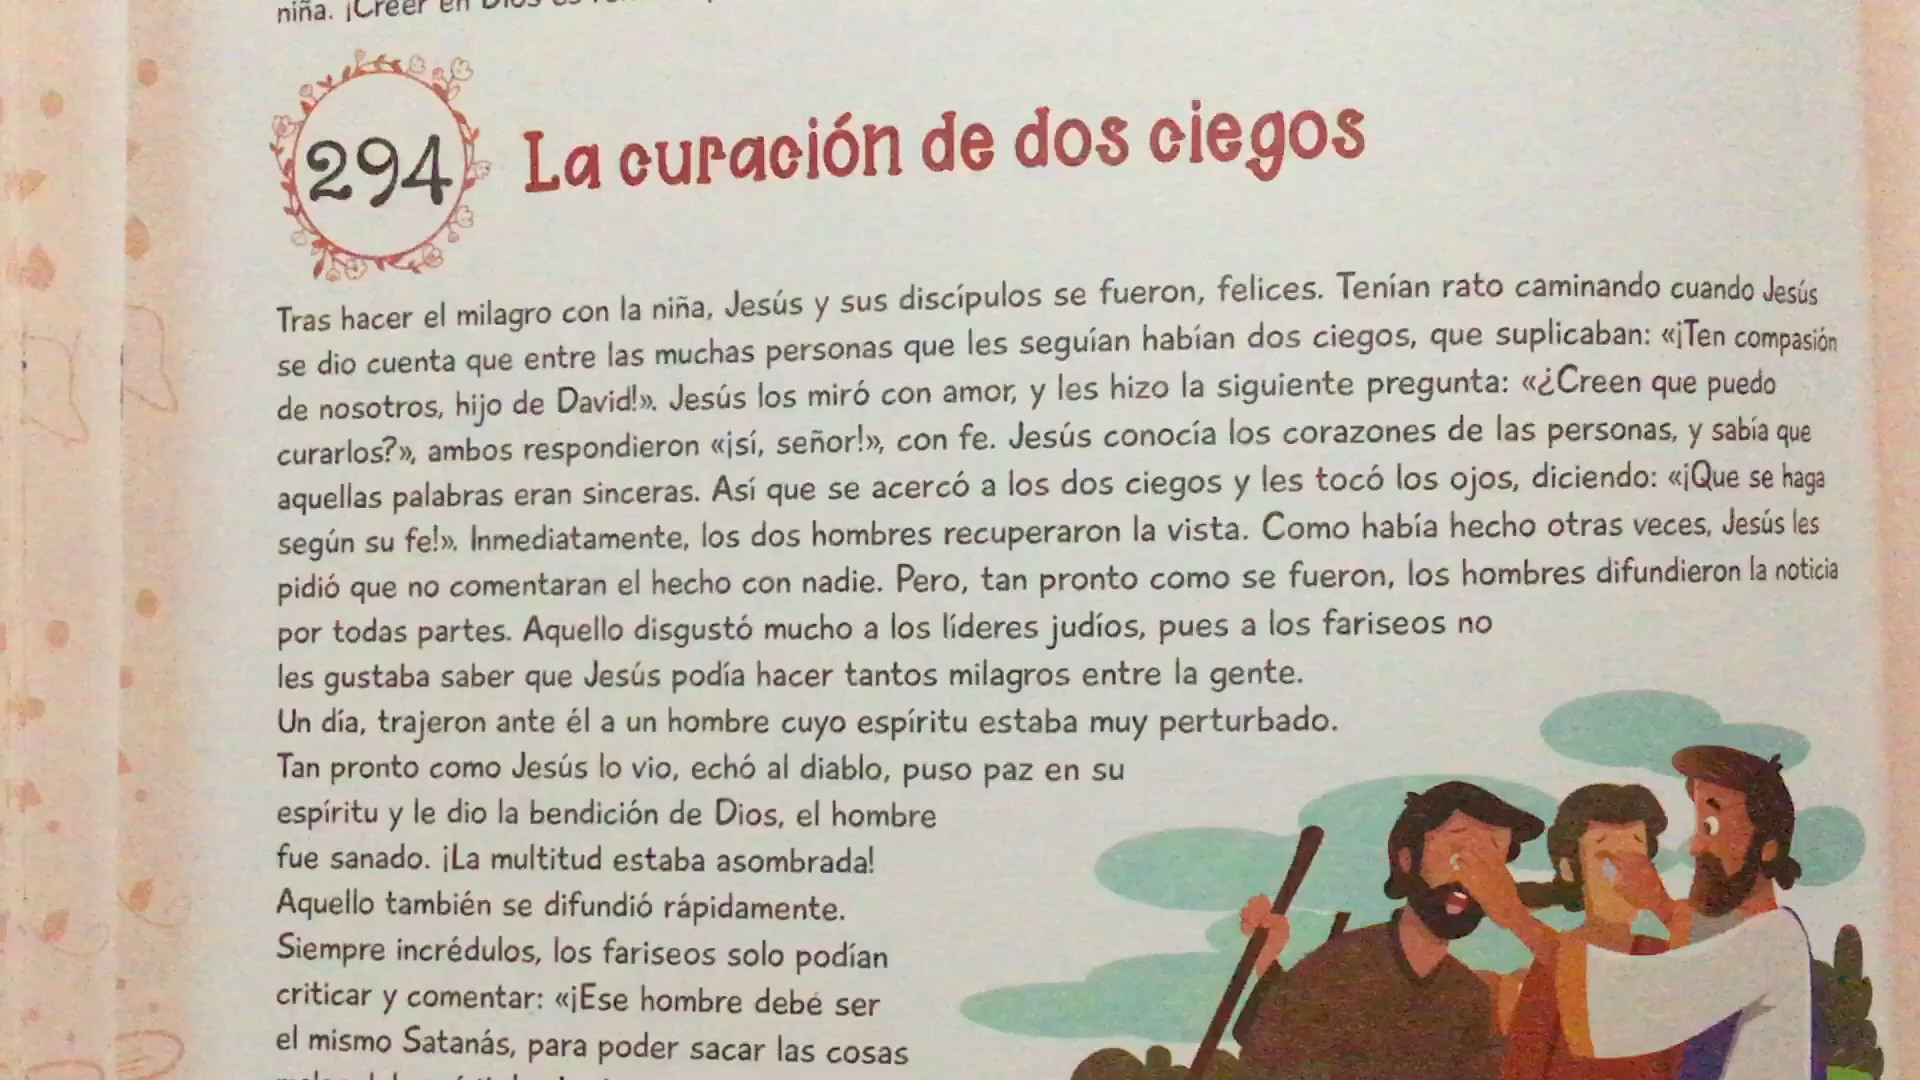 niña. ¡Creer en Dios es
294
La curación de dos ciegos
Tras hacer el milagro con la niña, Jesús y sus discípulos se fueron, felices. Tenían rato caminando cuando Jesús
se dio cuenta que entre las muchas personas que les seguían habían dos ciegos, que suplicaban: «¡Ten compasión
de nosotros, hijo de David!». Jesús los miró con amor, y les hizo la siguiente pregunta: «¿Creen que puedo
curarlos?», ambos respondieron «¡sí, señor!», con fe. Jesús conocía los corazones de las personas, y sabía que
aquellas palabras eran sinceras. Así que se acercó a los dos ciegos y les tocó los ojos, diciendo: «¡Que se haga
según su fe!». Inmediatamente, los dos hombres recuperaron la vista. Como había hecho otras veces, Jesús les
pidió que no comentaran el hecho con nadie. Pero, tan pronto como se fueron, los hombres difundieron la noticia
por todas partes. Aquello disgustó mucho a los líderes judíos, pues a los fariseos no
les gustaba saber que Jesús podía hacer tantos milagros entre la gente.
Un día, trajeron ante él a un hombre cuyo espíritu estaba muy perturbado.
Tan pronto como Jesús lo vio, echó al diablo, puso paz en su
espíritu y le dio la bendición de Dios, el hombre
fue sanado. ¡La multitud estaba asombrada!
Aquello también se difundió rápidamente.
Siempre incrédulos, los fariseos solo podían
criticar y comentar: «¡Ese hombre debe ser
el mismo Satanás, para poder sacar las cosas